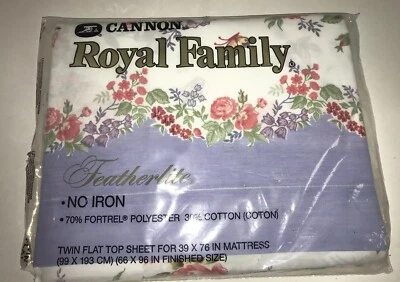 CANNON
Royal Family
Featherlite
• NO IRON
• 70% FORTREL® POLYESTER 30% COTTON (COTON)
TWIN FLAT TOP SHEET FOR 39 X 76 IN MATTRESS
(99 X 193 CM) (66 X 96 IN FINISHED SIZE)